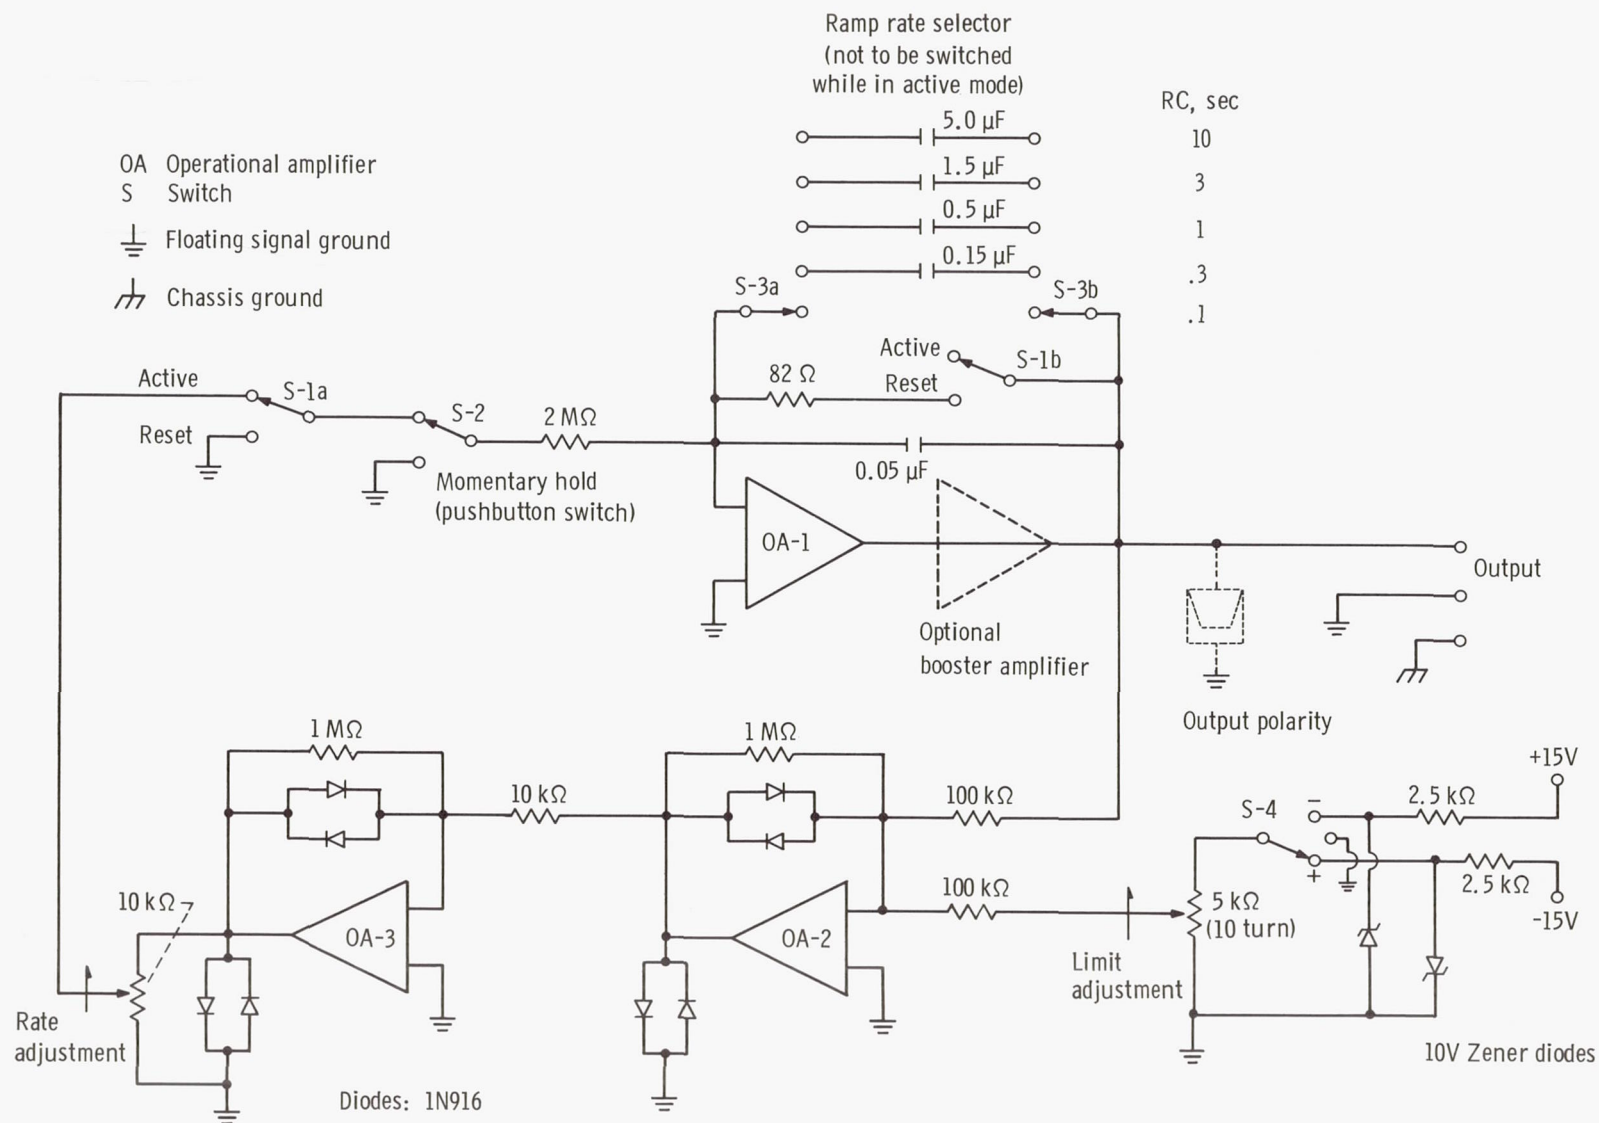 Ramp rate selector
(not to be switched
while in active mode)
RC, sec
5.0 μF
10
1.5 μF
3
0.5 μF
1
0.15 μF
.3
.1
OA Operational amplifier
S Switch
Floating signal ground
Chassis ground
S-3a
S-3b
Active
S-1b
Reset
82 Ω
Active
S-1a
Reset
S-2
2 MΩ
Momentary hold
(pushbutton switch)
0.05 μF
OA-1
Optional
booster amplifier
Output
Output polarity
1 MΩ
10 kΩ
1 MΩ
100 kΩ
+15V
2.5 kΩ
S-4
−
+
2.5 kΩ
-15V
10 kΩ
OA-3
OA-2
100 kΩ
5 kΩ
(10 turn)
Limit
adjustment
Rate
adjustment
10V Zener diodes
Diodes: 1N916